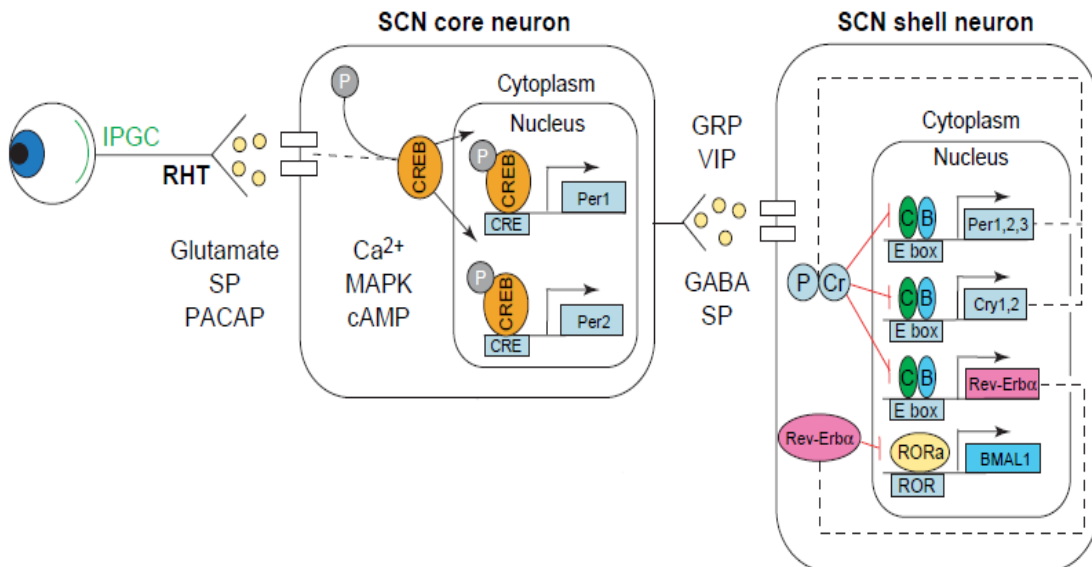 SCN core neuron
SCN shell neuron
IPGC
RHT
Glutamate
SP
PACAP
P
Ca2+
MAPK
cAMP
CREB
Cytoplasm
Nucleus
P
CREB
CRE
Per1
P
CREB
CRE
Per2
GRP
VIP
GABA
SP
Cytoplasm
Nucleus
P Cr
C B
E box
Per1,2,3
C B
E box
Cry1,2
C B
E box
Rev-Erbα
Rev-Erbα
RORa
ROR
BMAL1